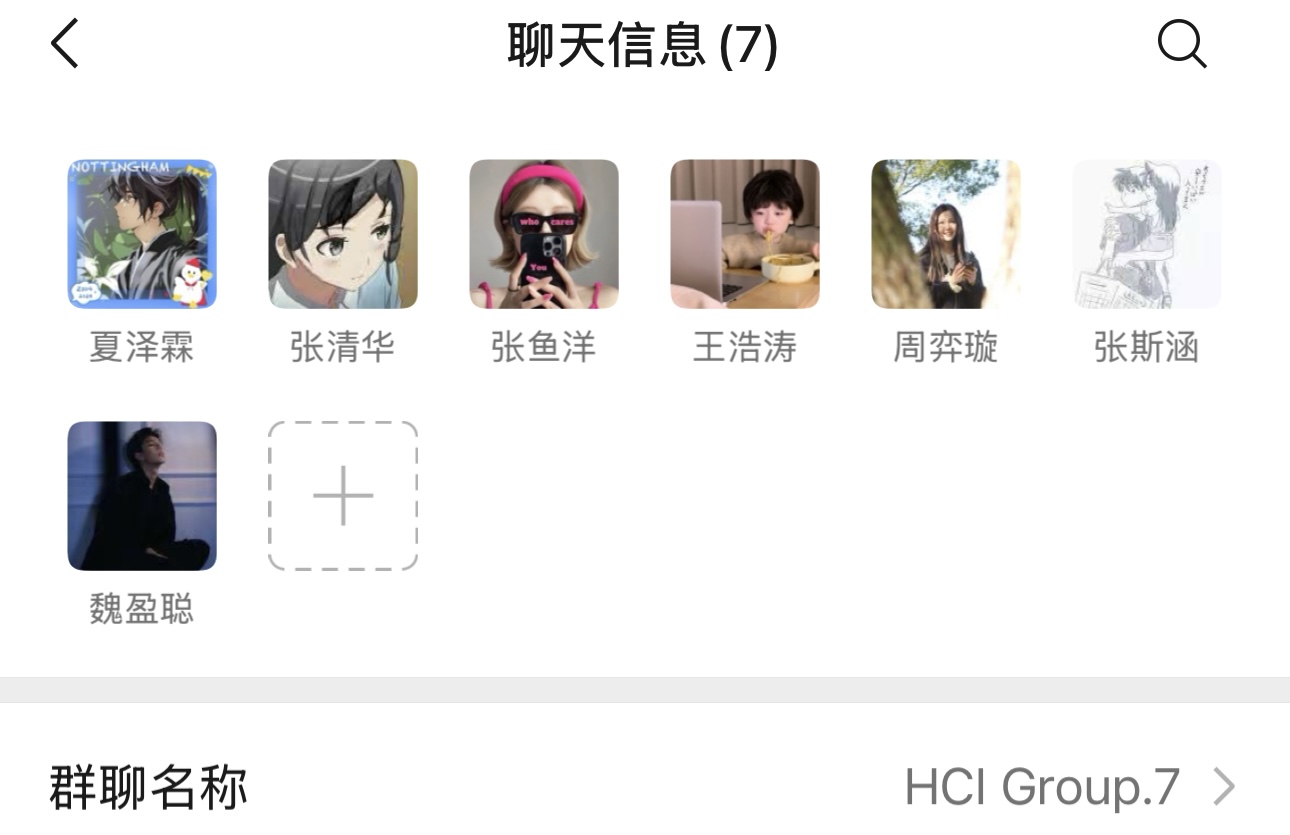 聊天信息 (7)
NOTTINGHAM
who cares
You
夏泽霖 张清华 张鱼洋 王浩涛 周弈璇 张斯涵
魏盈聪
群聊名称 HCI Group.7